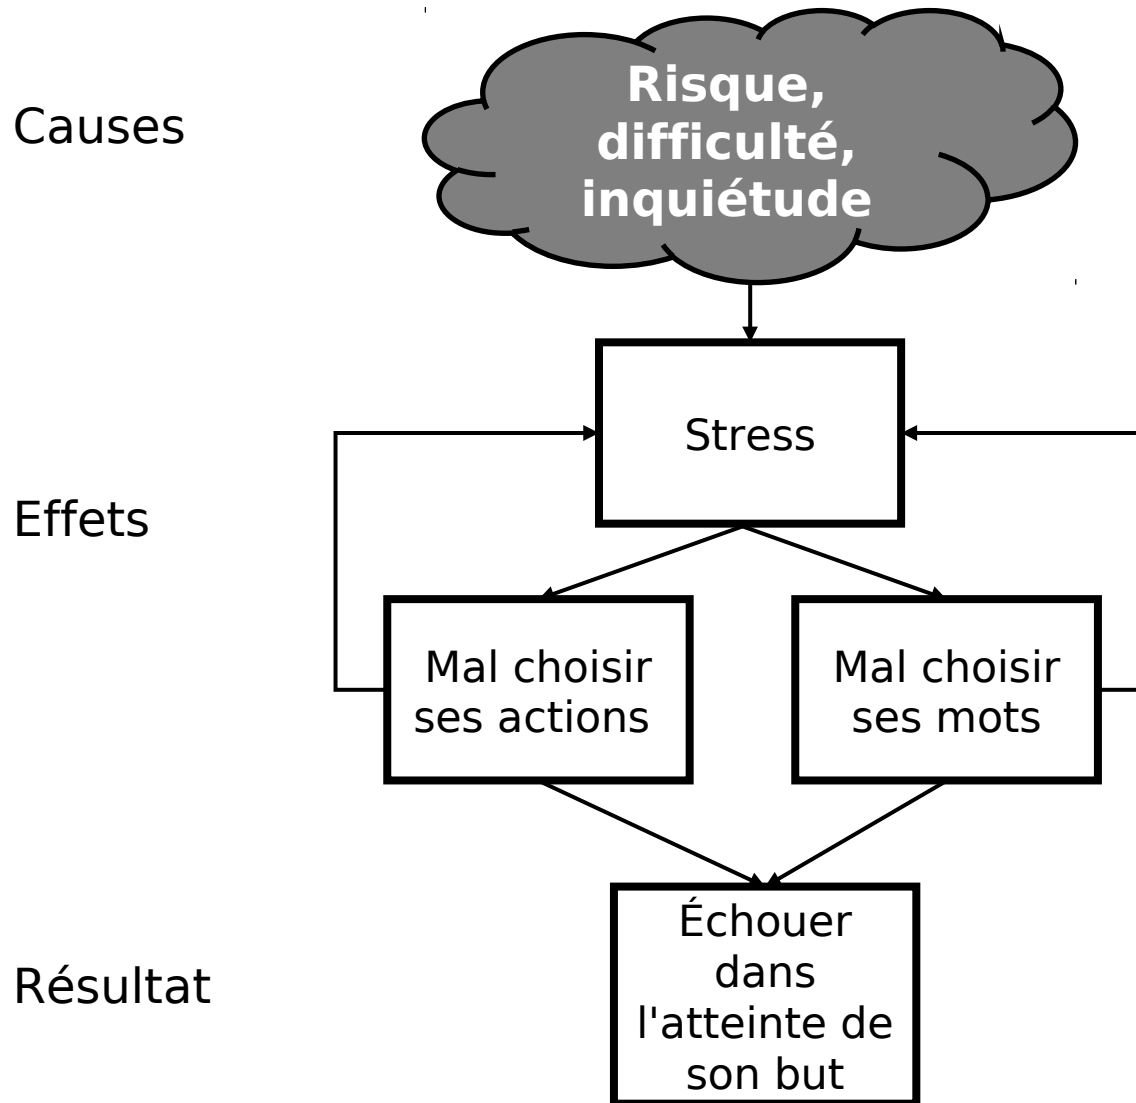 Causes
Risque,
difficulté,
inquiétude
Stress
Effets
Mal choisir
ses actions
Mal choisir
ses mots
Résultat
Échouer
dans
l'atteinte de
son but